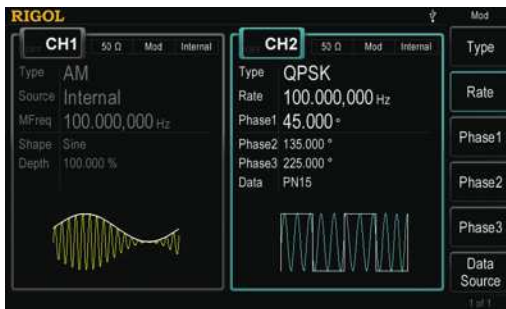 RIGOL
Mod
OFF CH1 50 Ω Mod Internal
Type AM
Source Internal
MFreq 100.000,000 Hz
Shape Sine
Depth 100.000 %
OFF CH2 50 Ω Mod Internal
Type QPSK
Rate 100.000,000 Hz
Phase1 45.000 °
Phase2 135.000 °
Phase3 225.000 °
Data PN15
Type
Rate
Phase1
Phase2
Phase3
Data
Source
1 of 1